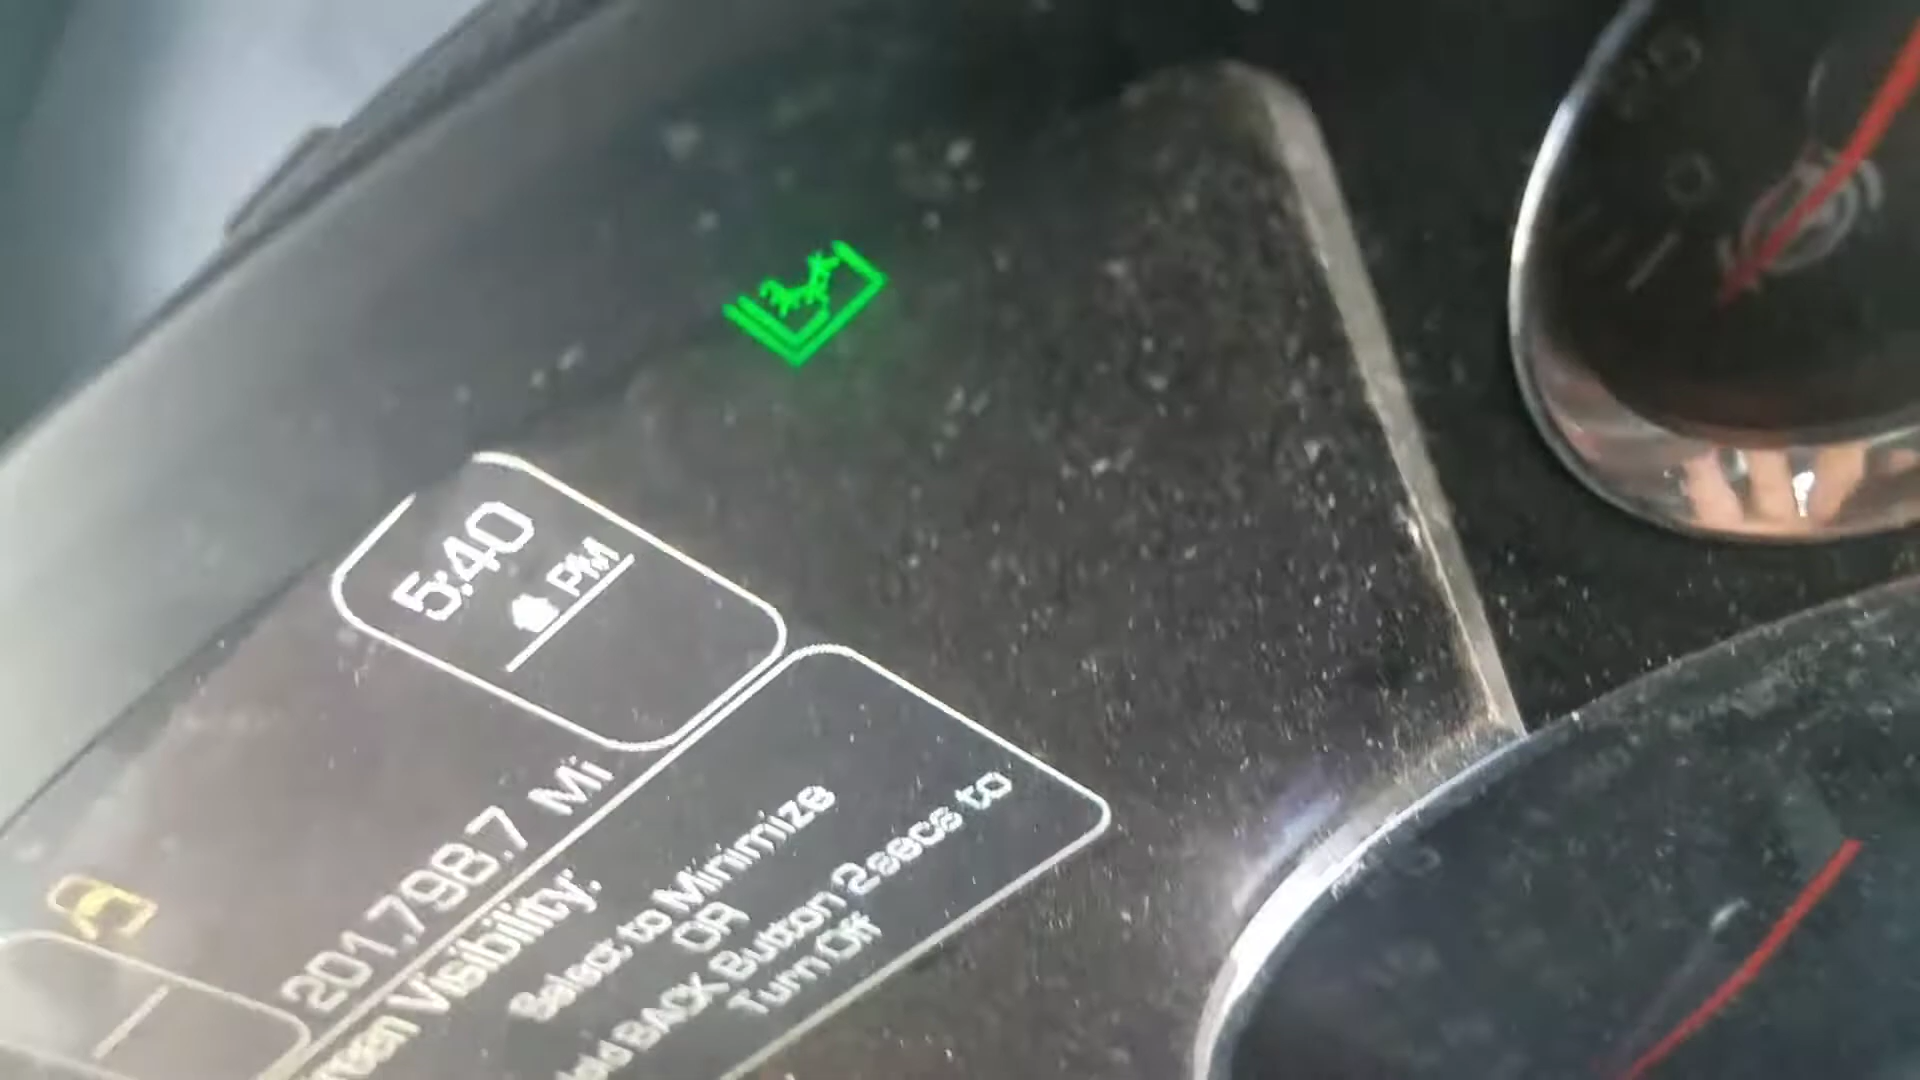 5:40
PM
201,798.7 Mi
Visibility:
Select to Minimize
OR
BACK Button 2secs to
Turn Off